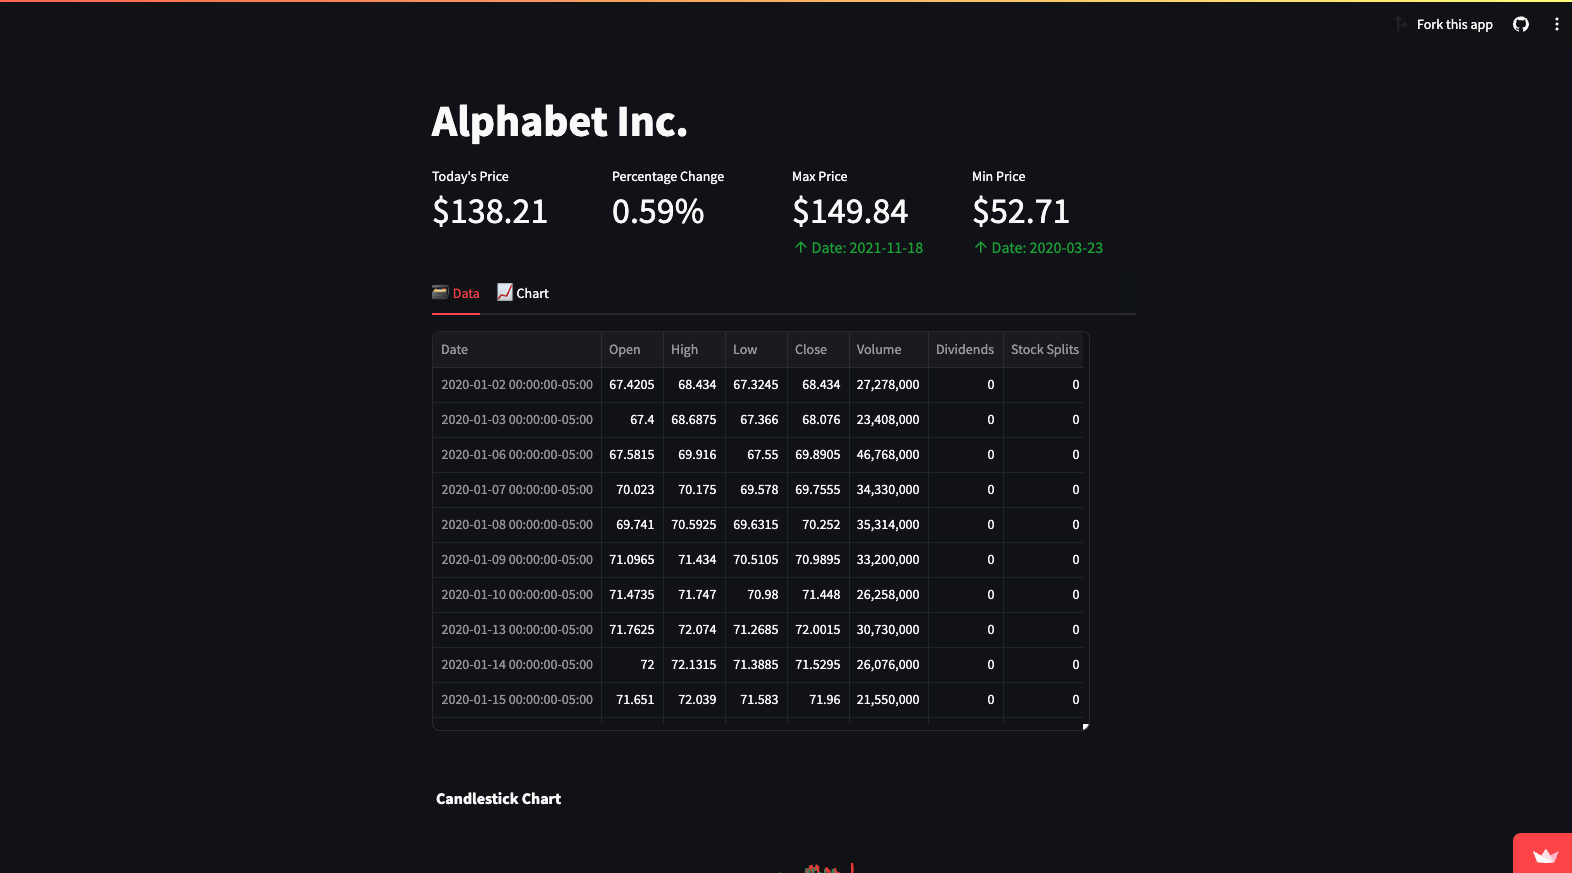 Fork this app
Alphabet Inc.
Today's Price Percentage Change Max Price Min Price
$138.21 0.59% $149.84 $52.71
↑ Date: 2021-11-18 ↑ Date: 2020-03-23
Data Chart
Date Open High Low Close Volume Dividends Stock Splits
2020-01-02 00:00:00-05:00 67.4205 68.434 67.3245 68.434 27,278,000 0 0
2020-01-03 00:00:00-05:00 67.4 68.6875 67.366 68.076 23,408,000 0 0
2020-01-06 00:00:00-05:00 67.5815 69.916 67.55 69.8905 46,768,000 0 0
2020-01-07 00:00:00-05:00 70.023 70.175 69.578 69.7555 34,330,000 0 0
2020-01-08 00:00:00-05:00 69.741 70.5925 69.6315 70.252 35,314,000 0 0
2020-01-09 00:00:00-05:00 71.0965 71.434 70.5105 70.9895 33,200,000 0 0
2020-01-10 00:00:00-05:00 71.4735 71.747 70.98 71.448 26,258,000 0 0
2020-01-13 00:00:00-05:00 71.7625 72.074 71.2685 72.0015 30,730,000 0 0
2020-01-14 00:00:00-05:00 72 72.1315 71.3885 71.5295 26,076,000 0 0
2020-01-15 00:00:00-05:00 71.651 72.039 71.583 71.96 21,550,000 0 0
Candlestick Chart